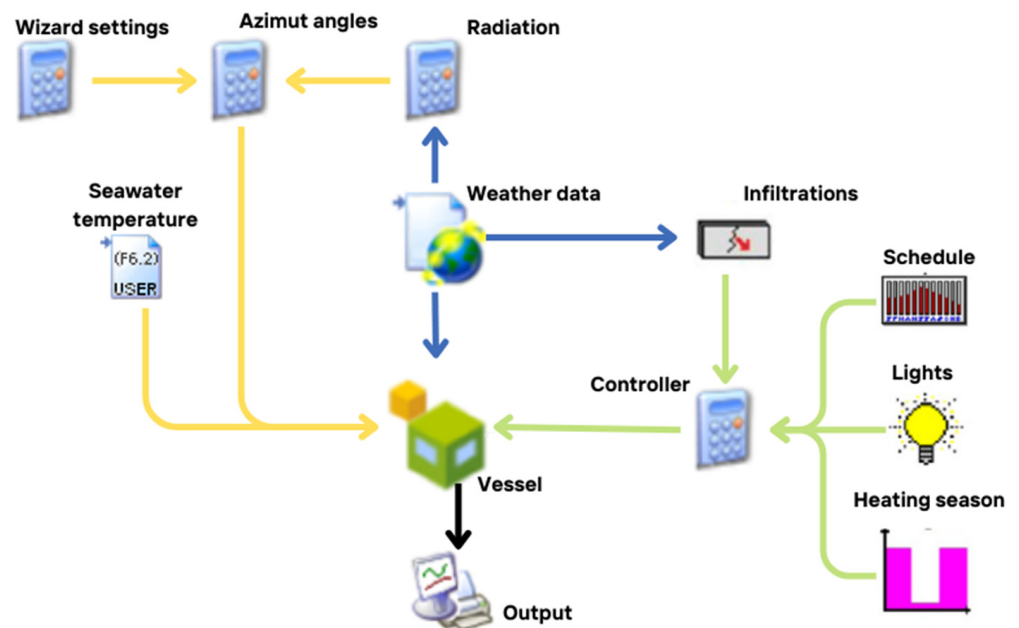 Wizard settings
Azimut angles
Radiation
Seawater
temperature
(F6.2)
USER
Weather data
Infiltrations
Schedule
Controller
Lights
Vessel
Heating season
Output